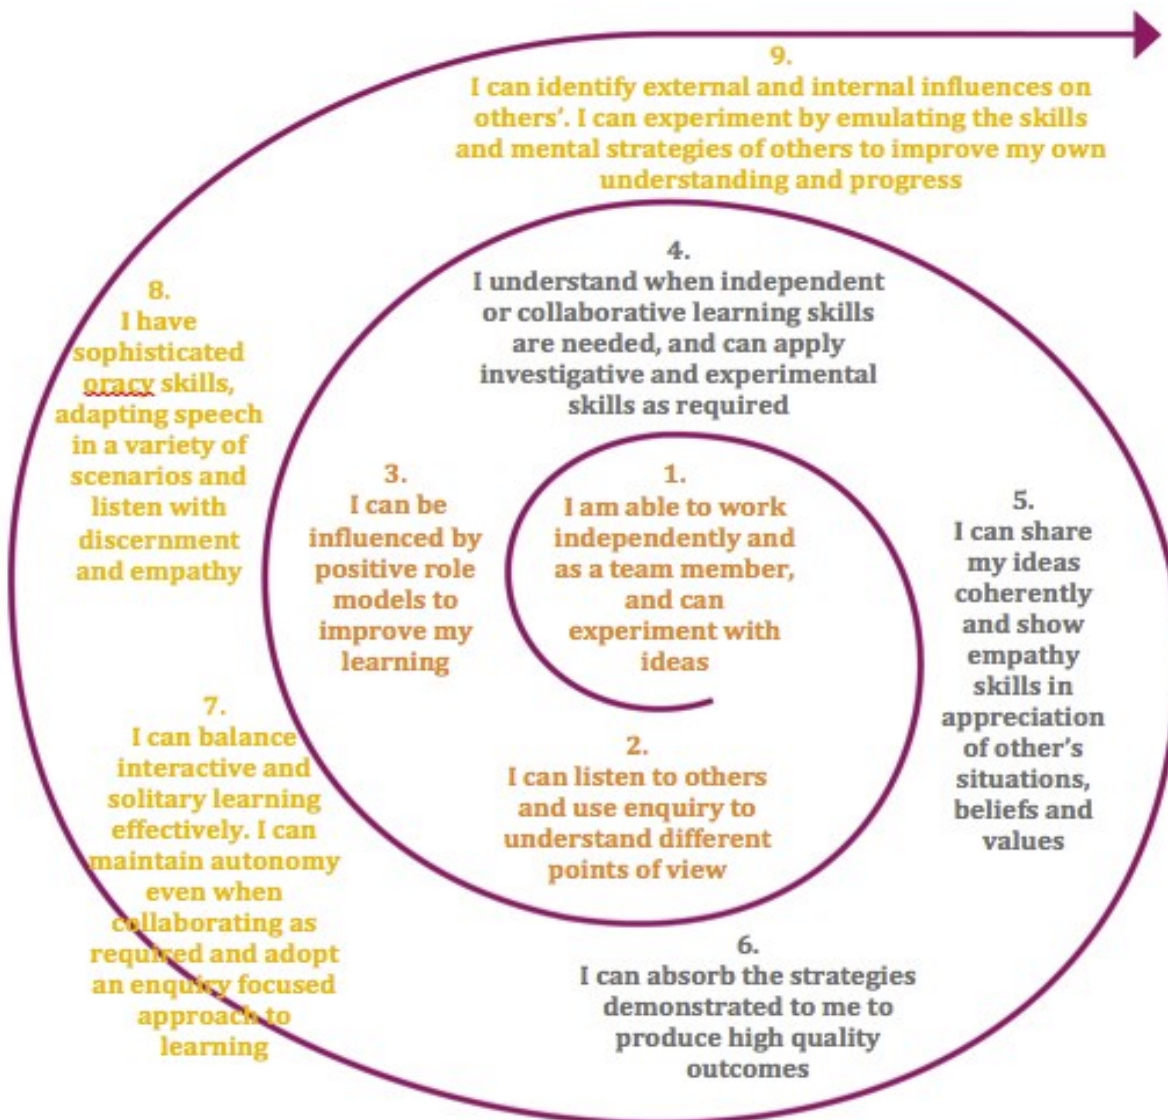 9.
I can identify external and internal influences on
others’. I can experiment by emulating the skills
and mental strategies of others to improve my own
understanding and progress
4.
I understand when independent
or collaborative learning skills
are needed, and can apply
investigative and experimental
skills as required
8.
I have
sophisticated
oracy skills,
adapting speech
in a variety of
scenarios and
listen with
discernment
and empathy
3.
I can be
influenced by
positive role
models to
improve my
learning
1.
I am able to work
independently and
as a team member,
and can
experiment with
ideas
5.
I can share
my ideas
coherently
and show
empathy
skills in
appreciation
of other’s
situations,
beliefs and
values
7.
I can balance
interactive and
solitary learning
effectively. I can
maintain autonomy
even when
collaborating as
required and adopt
an enquiry focused
approach to
learning
2.
I can listen to others
and use enquiry to
understand different
points of view
6.
I can absorb the strategies
demonstrated to me to
produce high quality
outcomes